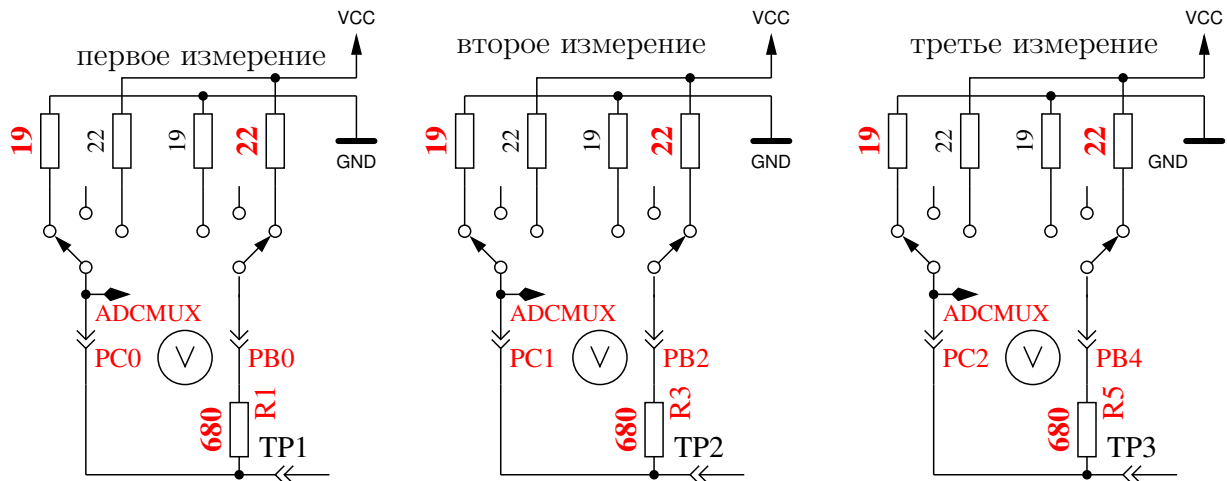 первое измерение
VCC
19
22
19
22
GND
ADCMUX
PC0
V
PB0
R1
680
TP1
второе измерение
VCC
19
22
19
22
GND
ADCMUX
PC1
V
PB2
R3
680
TP2
третье измерение
VCC
19
22
19
22
GND
ADCMUX
PC2
V
PB4
R5
680
TP3